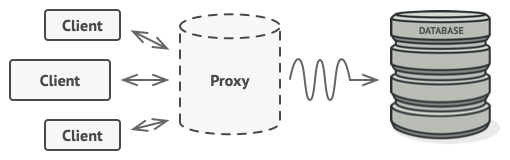 Client
Client
Client
Proxy
DATABASE